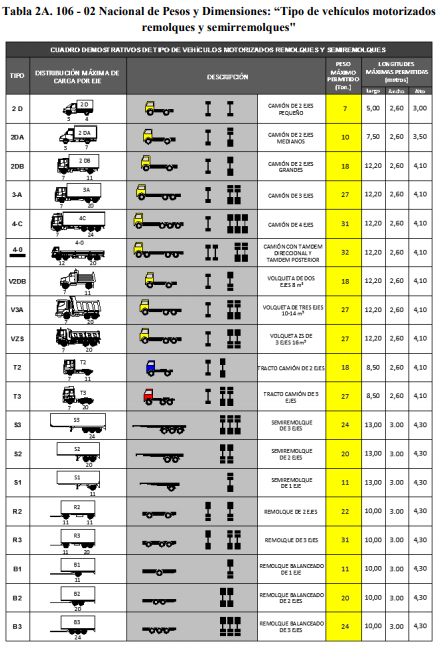 Tabla 2A. 106 - 02 Nacional de Pesos y Dimensiones: “Tipo de vehículos motorizados
remolques y semirremolques"
CUADRO DEMOSTRATIVOS DE TIPO DE VEHÍCULOS MOTORIZADOS REMOLQUES Y SEMIREMOLQUES
TIPO DISTRIBUCIÓN MÁXIMA DE CARGA POR EJE DESCRIPCIÓN PESO MÁXIMO PERMITIDO (Ton.) LONGITUDES MÁXIMAS PERMITIDAS (metros)
Largo Ancho Alto
2 D 2 D 3 4 CAMIÓN DE 2 EJES PEQUEÑO 7 5,00 2,60 3,00
2DA 2 DA 3 7 CAMIÓN DE 2 EJES MEDIANOS 10 7,50 2,60 3,50
2DB 2 DB 7 11 CAMIÓN DE 2 EJES GRANDES 18 12,20 2,60 4,10
3-A 3A 7 20 CAMIÓN DE 3 EJES 27 12,20 2,60 4,10
4-C 4C 7 24 CAMIÓN DE 4 EJES 31 12,20 2,60 4,10
4-0 4-0 12 20 CAMIÓN CON TAMDEM DIRECCIONAL Y TAMDEM POSTERIOR 32 12,20 2,60 4,10
V2DB 7 11 VOLQUETA DE DOS EJES 8 m³ 18 12,20 2,60 4,10
V3A 7 20 VOLQUETA DE TRES EJES 10-14 m³ 27 12,20 2,60 4,10
VZS 7 20 VOLQUETA ZS DE 3 EJES 16 m³ 27 12,20 2,60 4,10
T2 T2 7 11 TRACTO CAMIÓN DE 2 EJES 18 8,50 2,60 4,10
T3 T3 7 20 TRACTO CAMIÓN DE 3 EJES 27 8,50 2,60 4,10
S3 24 SEMIREMOLQUE DE 3 EJES 24 13,00 3.00 4,30
S2 S2 20 SEMIREMOLQUE DE 2 EJES 20 13,00 3.00 4,30
S1 S1 11 SEMIREMOLQUE DE 1 EJE 11 13,00 3.00 4,30
R2 R2 11 11 REMOLQUE DE 2 EJES 22 10,00 3.00 4,30
R3 R3 11 20 REMOLQUE DE 3 EJES 31 10,00 3.00 4,30
B1 B1 11 REMOLQUE BALANCEADO DE 1 EJE 11 10,00 3.00 4,30
B2 B2 20 REMOLQUE BALANCEADO DE 2 EJES 20 10,00 3.00 4,30
B3 B3 24 REMOLQUE BALANCEADO DE 3 EJES 24 10,00 3.00 4,30